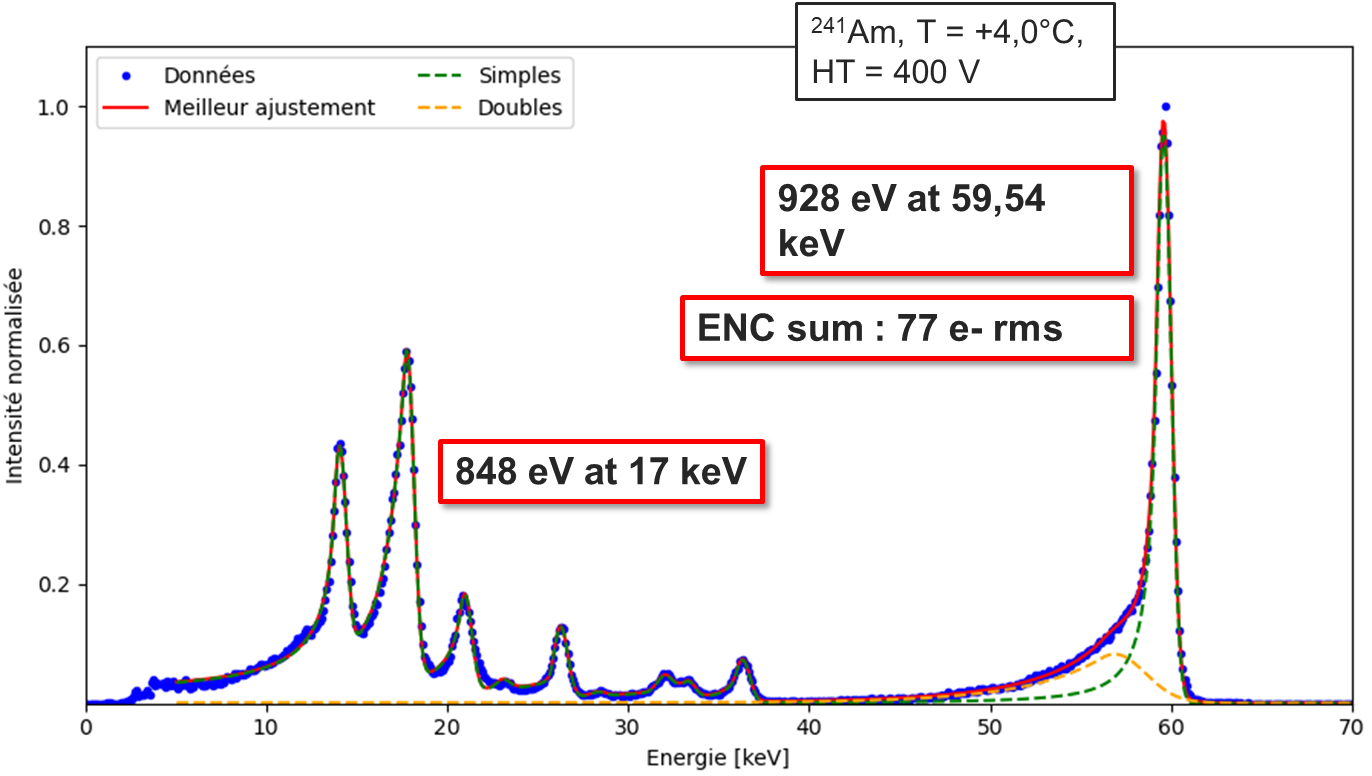 ²⁴¹Am, T = +4,0°C,
HT = 400 V
Données
Meilleur ajustement
Simples
Doubles
928 eV at 59,54
keV
ENC sum : 77 e- rms
848 eV at 17 keV
Intensité normalisée
1.0
0.8
0.6
0.4
0.2
0 10 20 30 40 50 60 70
Energie [keV]